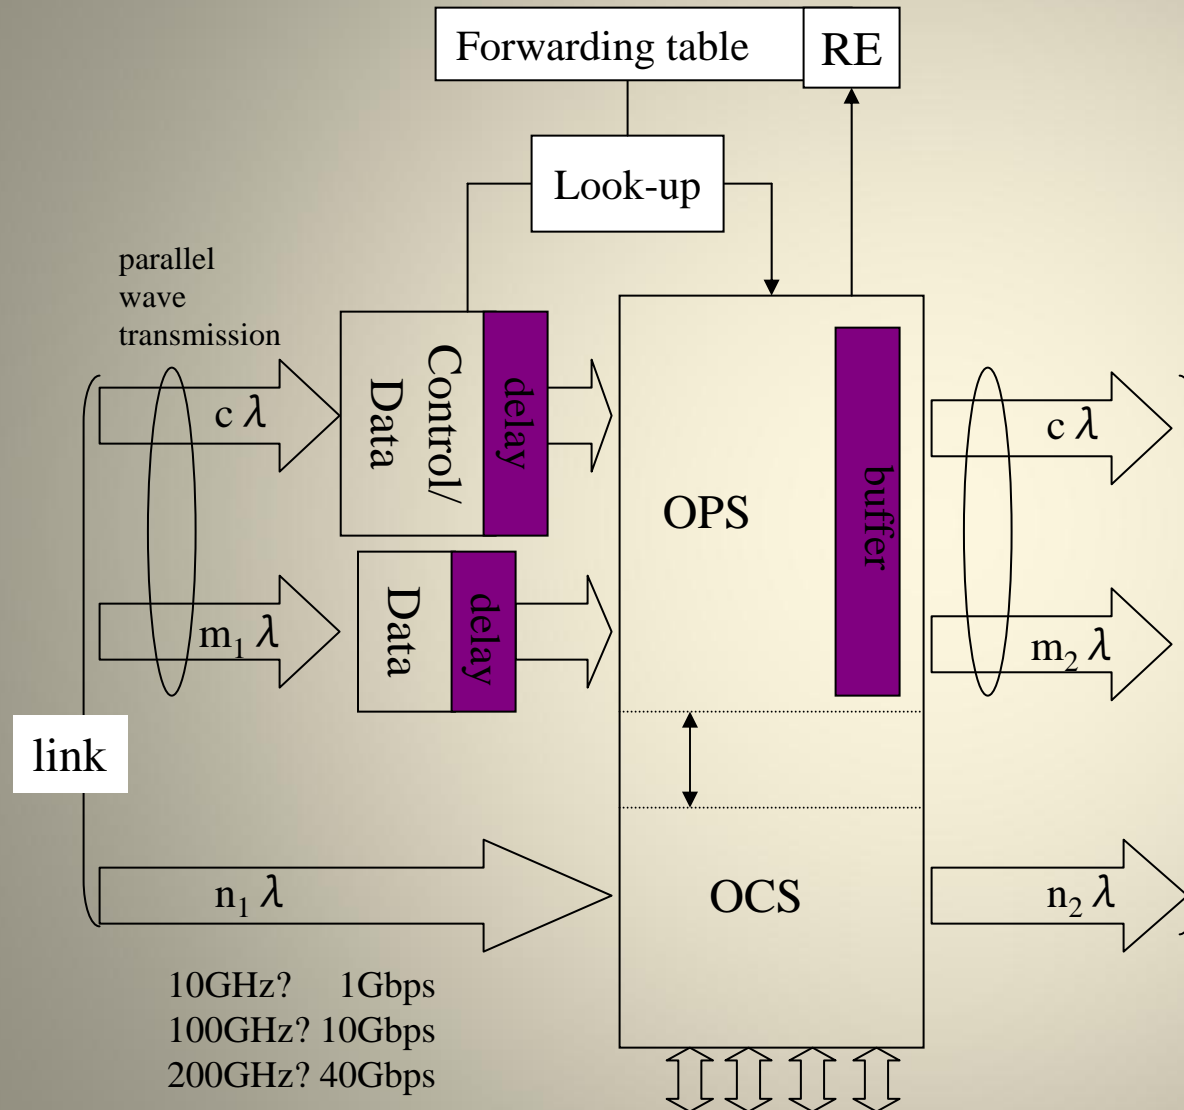 Forwarding table
RE
Look-up
parallel
wave
transmission
c λ
Control/
Data
delay
OPS
buffer
c λ
m₁ λ
Data
delay
m₂ λ
link
n₁ λ
OCS
n₂ λ
10GHz? 1Gbps
100GHz? 10Gbps
200GHz? 40Gbps